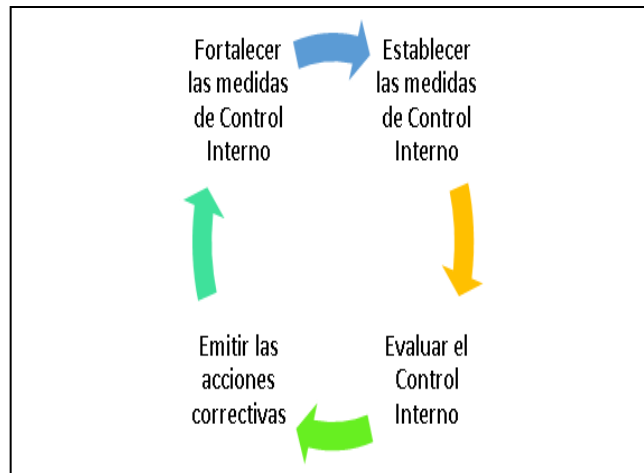 Fortalecer
las medidas
de Control
Interno
Establecer
las medidas
de Control
Interno
Evaluar el
Control
Interno
Emitir las
acciones
correctivas